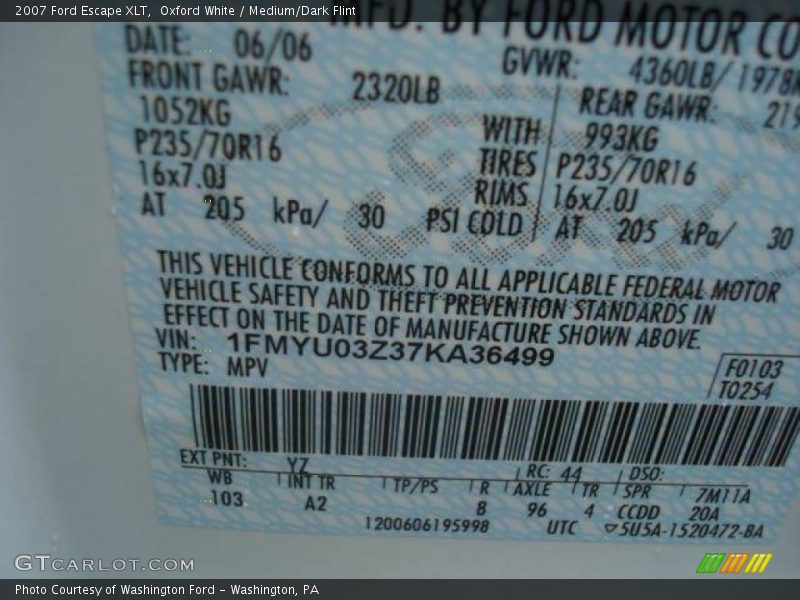 2007 Ford Escape XLT, Oxford White / Medium/Dark Flint
MFD. BY FORD MOTOR CO
DATE: 06/06 GVWR: 4360LB/ 1978K
FRONT GAWR: 2320LB REAR GAWR: 219
1052KG WITH 993KG
P235/70R16 TIRES P235/70R16
16x7.0J RIMS 16x7.0J
AT 205 kPa/ 30 PSI COLD AT 205 kPa/ 30
THIS VEHICLE CONFORMS TO ALL APPLICABLE FEDERAL MOTOR
VEHICLE SAFETY AND THEFT PREVENTION STANDARDS IN
EFFECT ON THE DATE OF MANUFACTURE SHOWN ABOVE.
VIN: 1FMYU03Z37KA36499
TYPE: MPV
F0103
T0254
EXT PNT: YZ RC: 44 DSO:
WB INT TR TP/PS R AXLE TR SPR 7M11A
103 A2 8 96 4 CCDD 20A
1200606195998 UTC ▽5U5A-1520472-BA
GTCARLOT.COM
Photo Courtesy of Washington Ford - Washington, PA